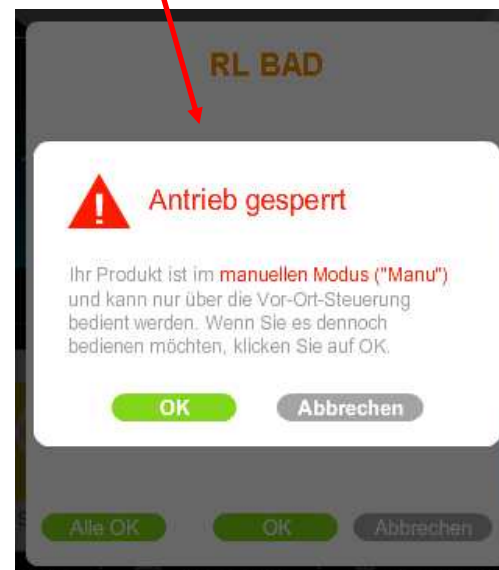 RL BAD
Antrieb gesperrt
Ihr Produkt ist im manuellen Modus ("Manu")
und kann nur über die Vor-Ort-Steuerung
bedient werden. Wenn Sie es dennoch
bedienen möchten, klicken Sie auf OK.
OK Abbrechen
Alle OK OK Abbrechen